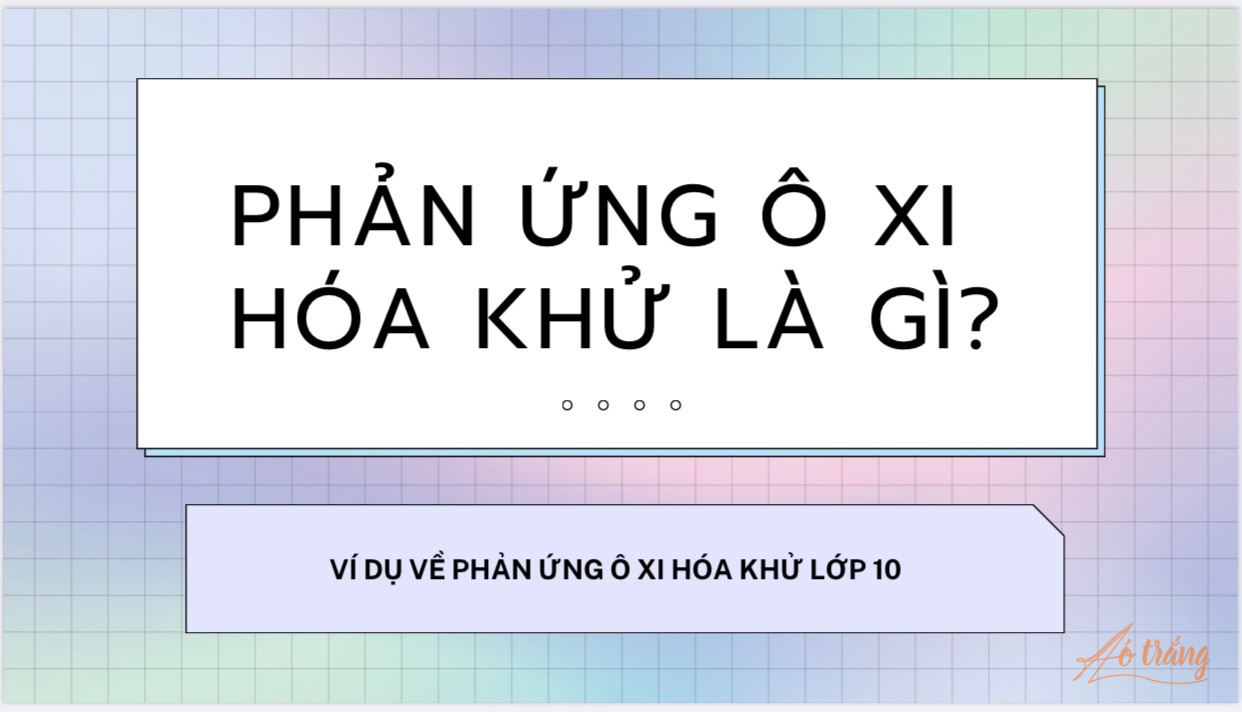 PHẢN ỨNG Ô XI
HÓA KHỬ LÀ GÌ?
VÍ DỤ VỀ PHẢN ỨNG Ô XI HÓA KHỬ LỚP 10
Áo trắng